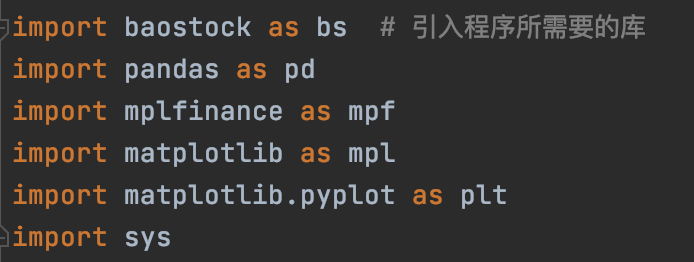 import baostock as bs  # 引入程序所需要的库
import pandas as pd
import mplfinance as mpf
import matplotlib as mpl
import matplotlib.pyplot as plt
import sys